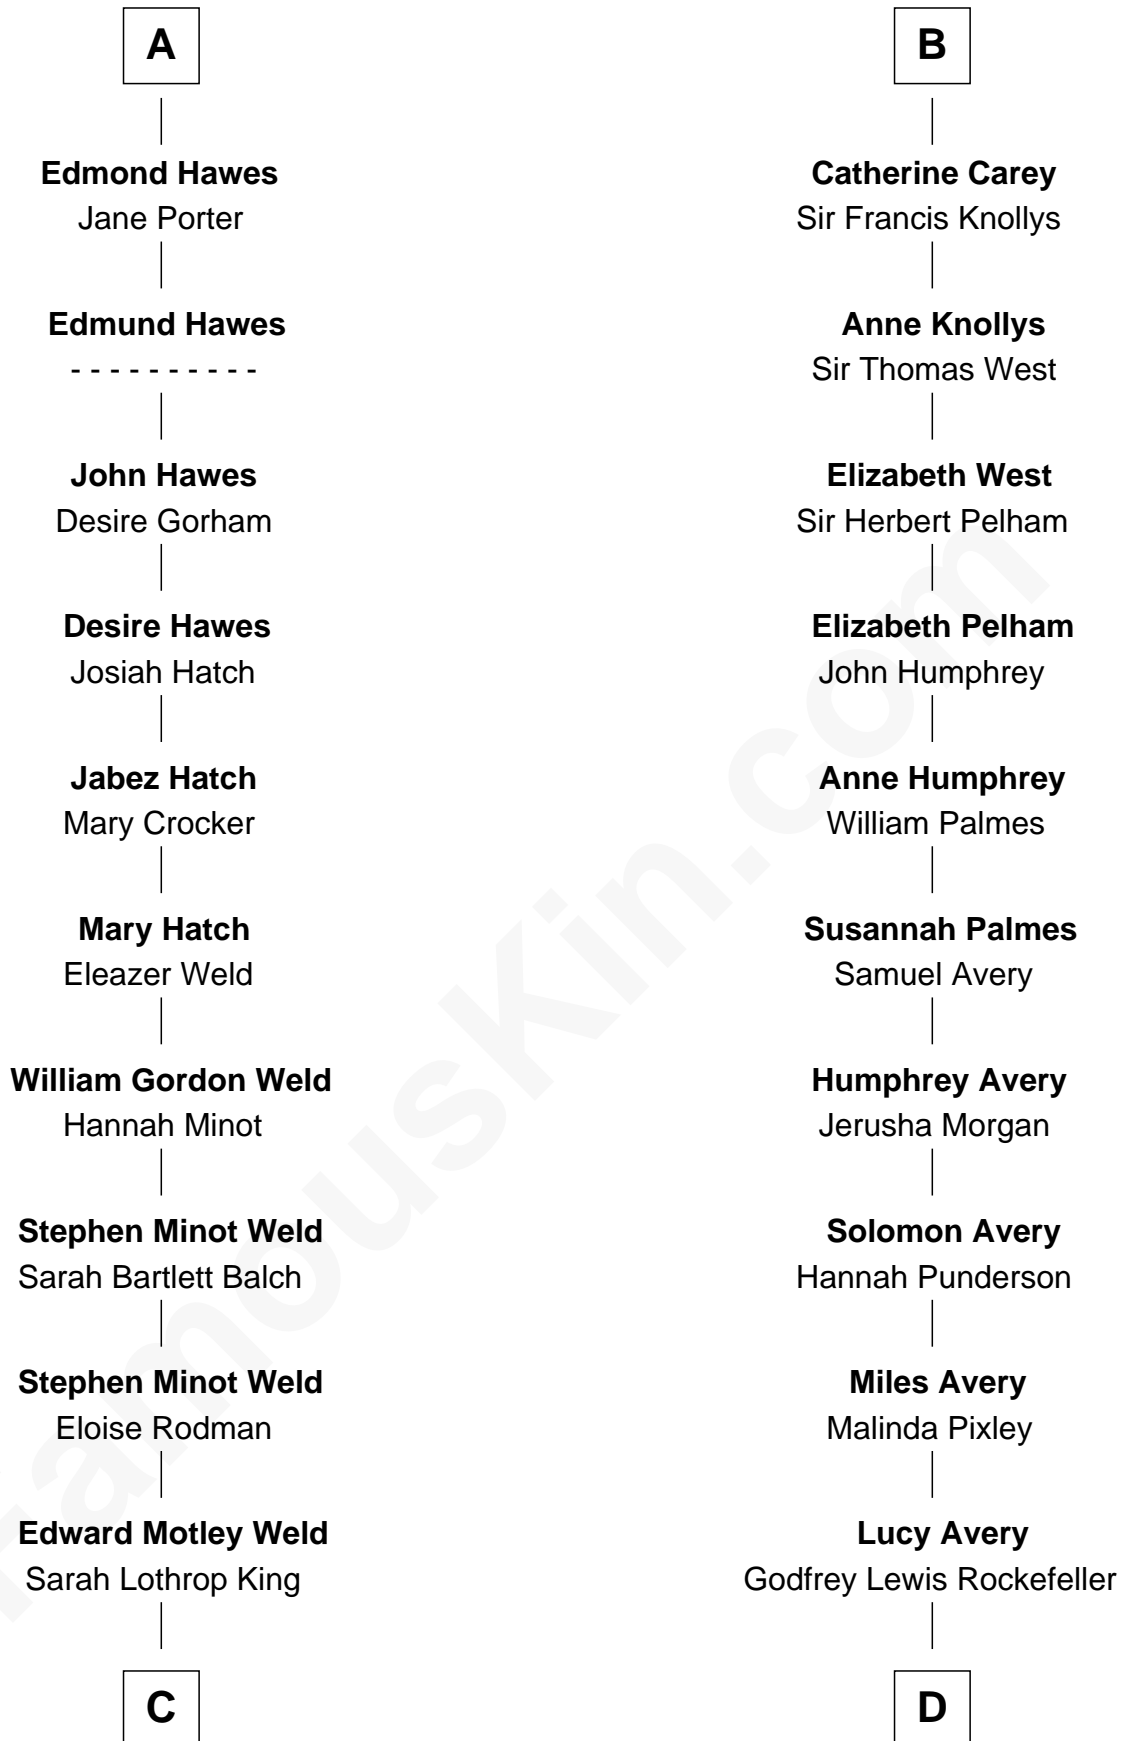 A
Edmond Hawes
Jane Porter
Edmund Hawes
- - - - - - - - - -
John Hawes
Desire Gorham
Desire Hawes
Josiah Hatch
Jabez Hatch
Mary Crocker
Mary Hatch
Eleazer Weld
William Gordon Weld
Hannah Minot
Stephen Minot Weld
Sarah Bartlett Balch
Stephen Minot Weld
Eloise Rodman
Edward Motley Weld
Sarah Lothrop King
C
B
Catherine Carey
Sir Francis Knollys
Anne Knollys
Sir Thomas West
Elizabeth West
Sir Herbert Pelham
Elizabeth Pelham
John Humphrey
Anne Humphrey
William Palmes
Susannah Palmes
Samuel Avery
Humphrey Avery
Jerusha Morgan
Solomon Avery
Hannah Punderson
Miles Avery
Malinda Pixley
Lucy Avery
Godfrey Lewis Rockefeller
D
FamousKin.com